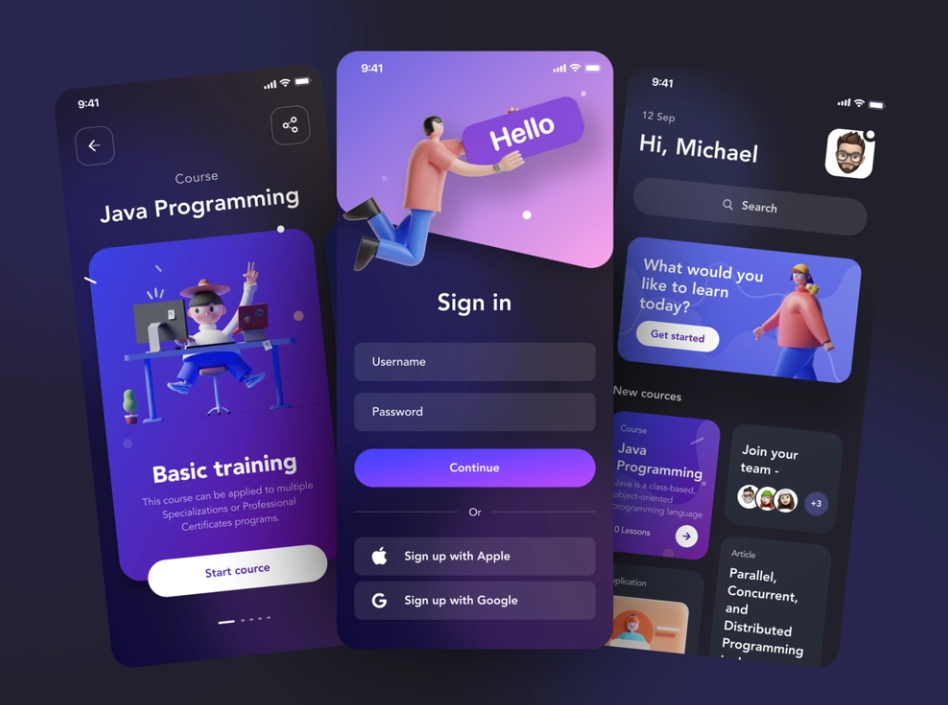 9:41
Course
Java Programming
Basic training
This course can be applied to multiple
Specializations or Professional
Certificates programs.
Start cource
9:41
Hello
Sign in
Username
Password
Continue
Or
Sign up with Apple
G Sign up with Google
9:41
12 Sep
Hi, Michael
Search
What would you
like to learn
today?
Get started
New cources
Course
Java
Programming
Java is a class-based,
object-oriented
programming language
0 Lessons
Join your
team -
+3
Article
Parallel,
Concurrent,
and
Distributed
Programming